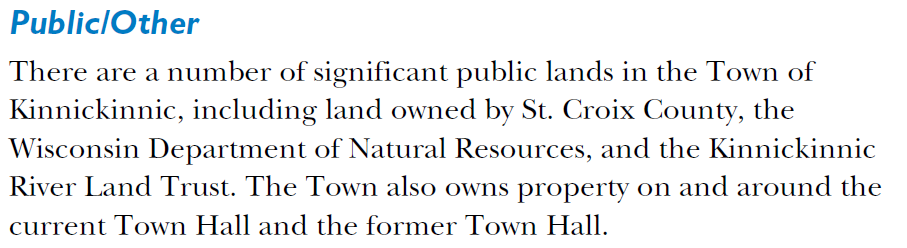 Public/Other
There are a number of significant public lands in the Town of
Kinnickinnic, including land owned by St. Croix County, the
Wisconsin Department of Natural Resources, and the Kinnickinnic
River Land Trust. The Town also owns property on and around the
current Town Hall and the former Town Hall.